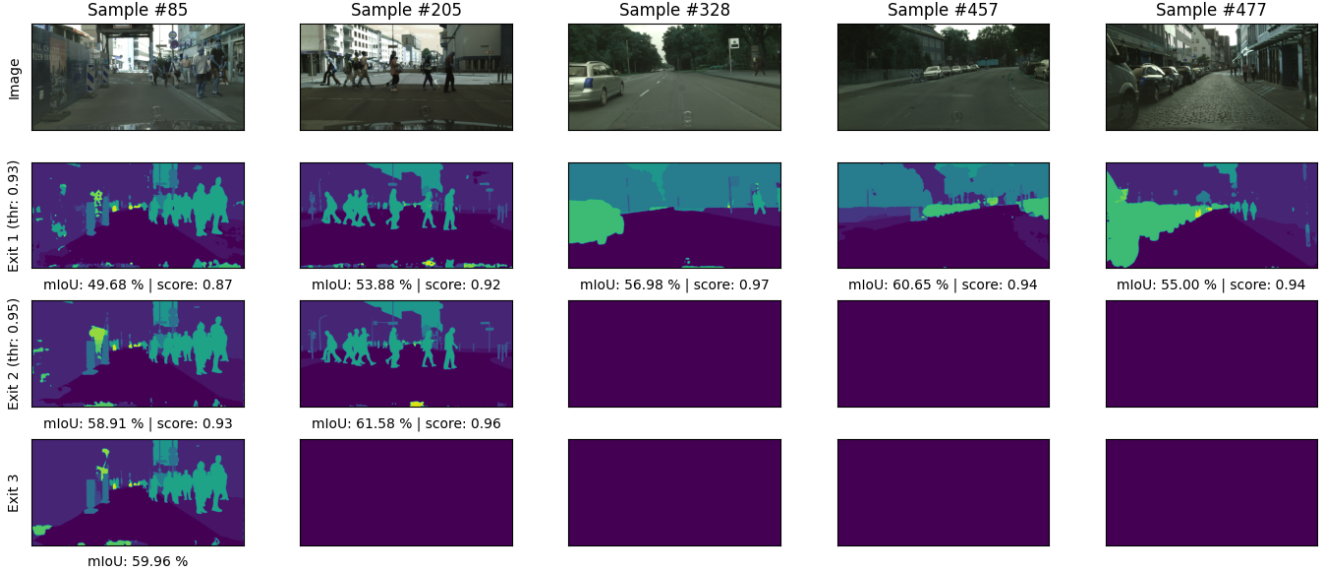 Sample #85 Sample #205 Sample #328 Sample #457 Sample #477
Image
Exit 1 (thr: 0.93)
mIoU: 49.68 % | score: 0.87 mIoU: 53.88 % | score: 0.92 mIoU: 56.98 % | score: 0.97 mIoU: 60.65 % | score: 0.94 mIoU: 55.00 % | score: 0.94
Exit 2 (thr: 0.95)
mIoU: 58.91 % | score: 0.93 mIoU: 61.58 % | score: 0.96
Exit 3
mIoU: 59.96 %